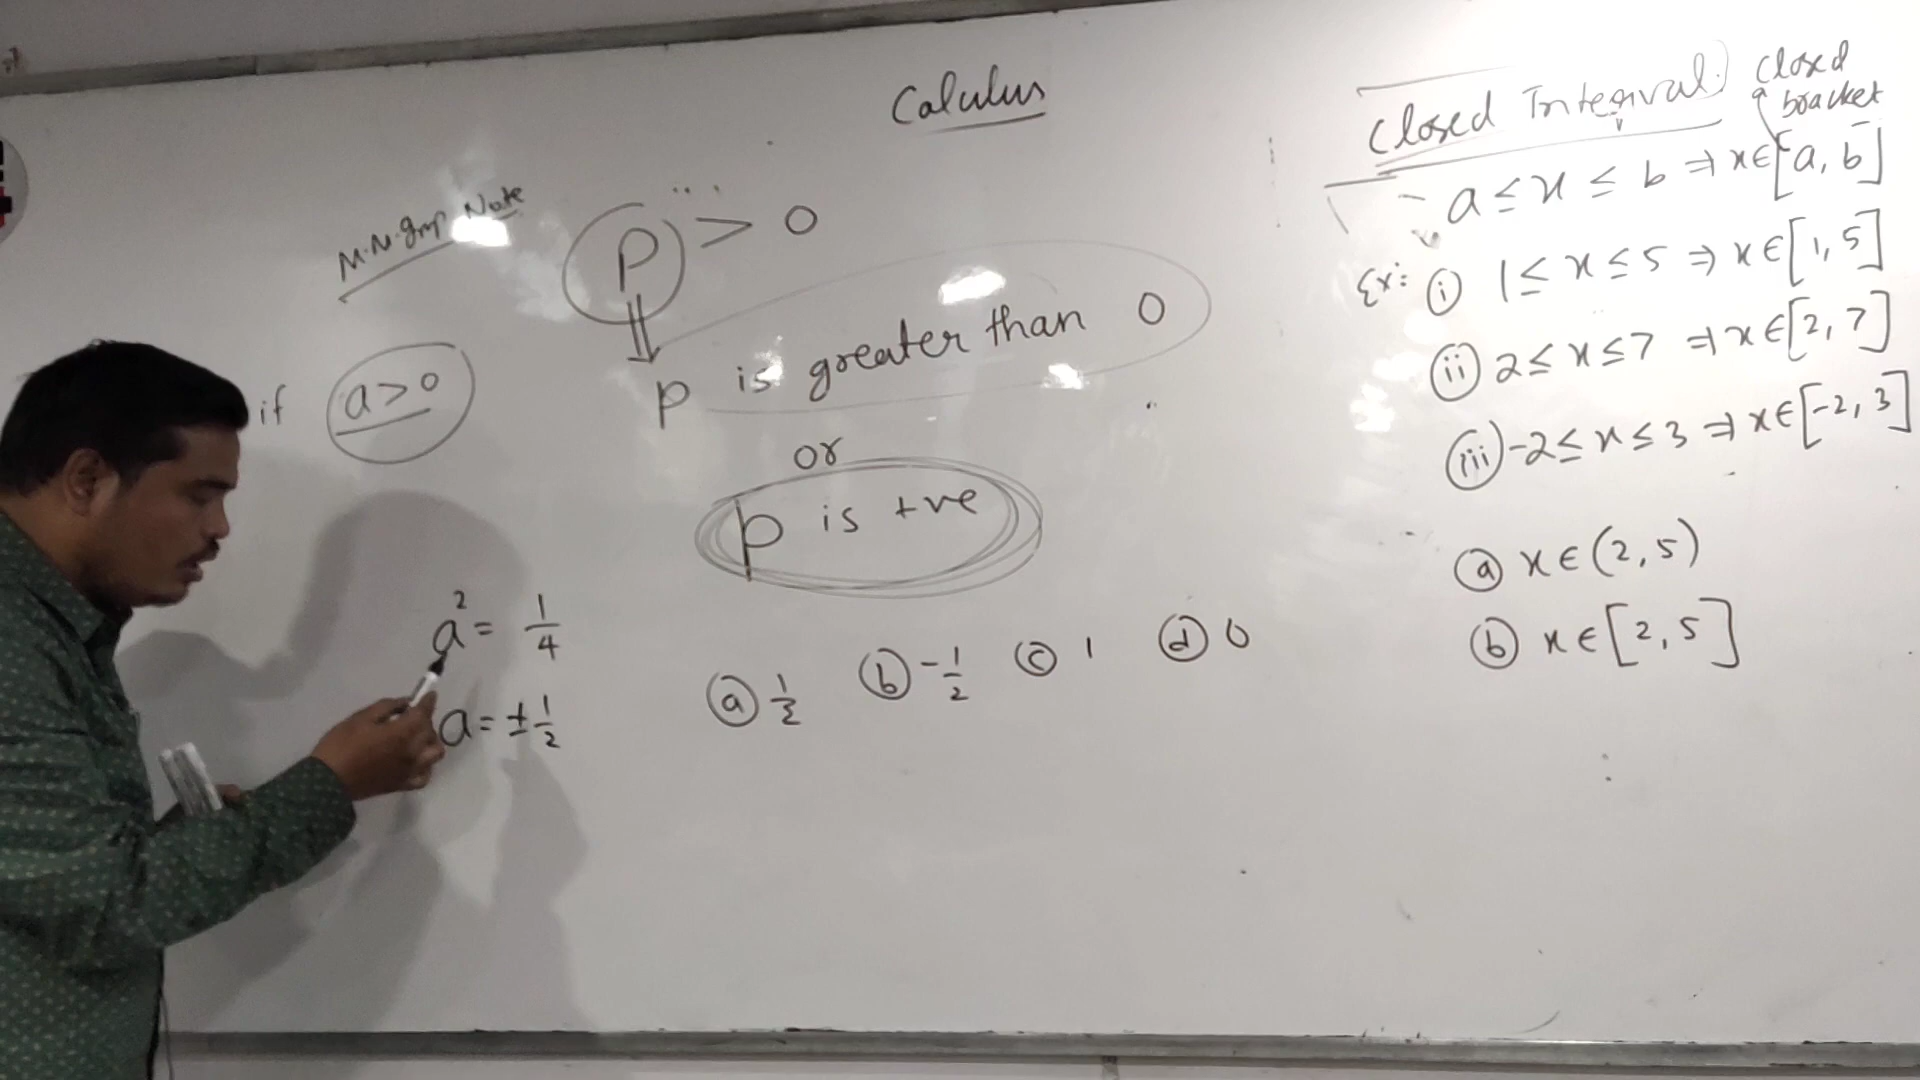 Calulus
M.N.Gmp Note
P > 0
p is greater than 0
or
p is +ve
if a>0
a² = 1/4
a = ± 1/2
ⓐ 1/2 ⓑ -1/2 ⓒ 1 ⓓ 0
Closed Interval
Closed bracket
a ≤ x ≤ b ⇒ x∈[a, b]
Ex: (i) 1 ≤ x ≤ 5 ⇒ x∈[1, 5]
(ii) 2 ≤ x ≤ 7 ⇒ x∈[2, 7]
(iii) -2 ≤ x ≤ 3 ⇒ x∈[-2, 3]
ⓐ x∈(2, 5)
ⓑ x∈[2, 5]